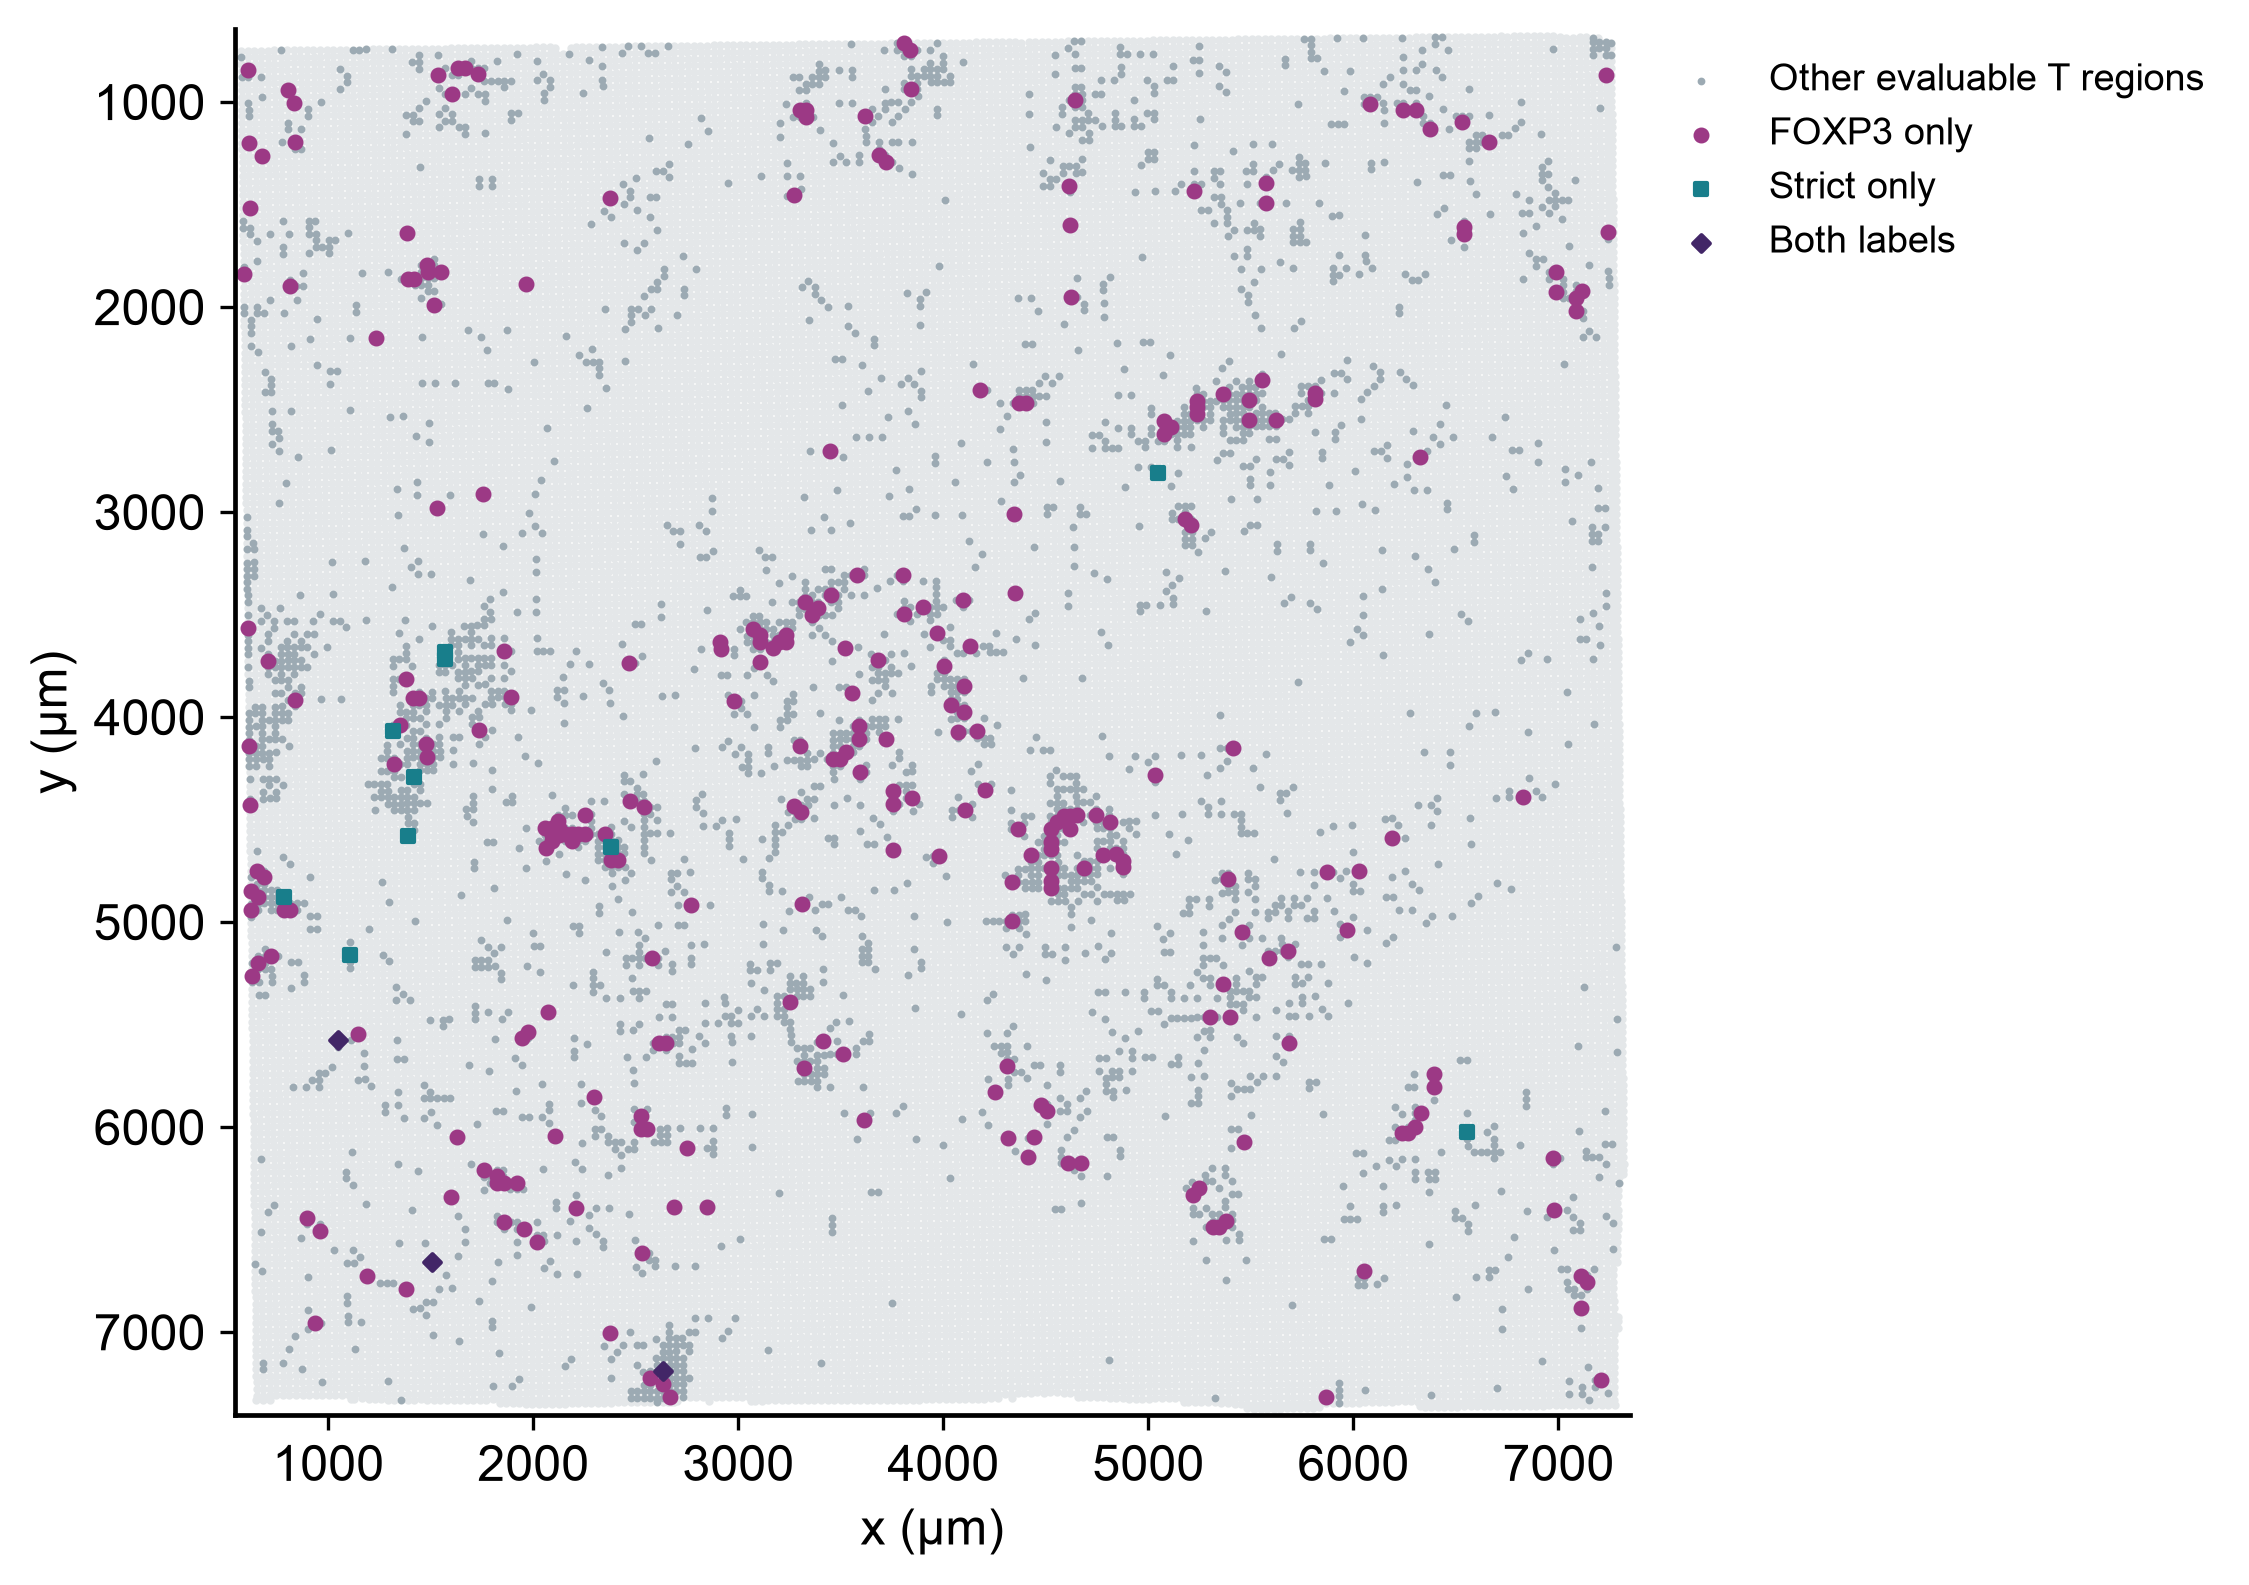 Other evaluable T regions
FOXP3 only
Strict only
Both labels
1000
2000
3000
4000
5000
6000
7000
y (µm)
1000 2000 3000 4000 5000 6000 7000
x (µm)